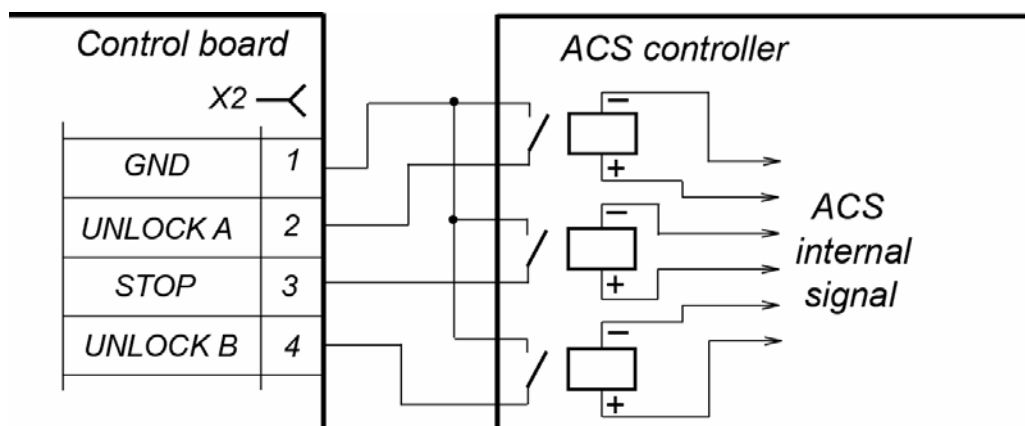 Control board
X2
GND 1
UNLOCK A 2
STOP 3
UNLOCK B 4
ACS controller
−
+
−
+
−
+
ACS
internal
signal